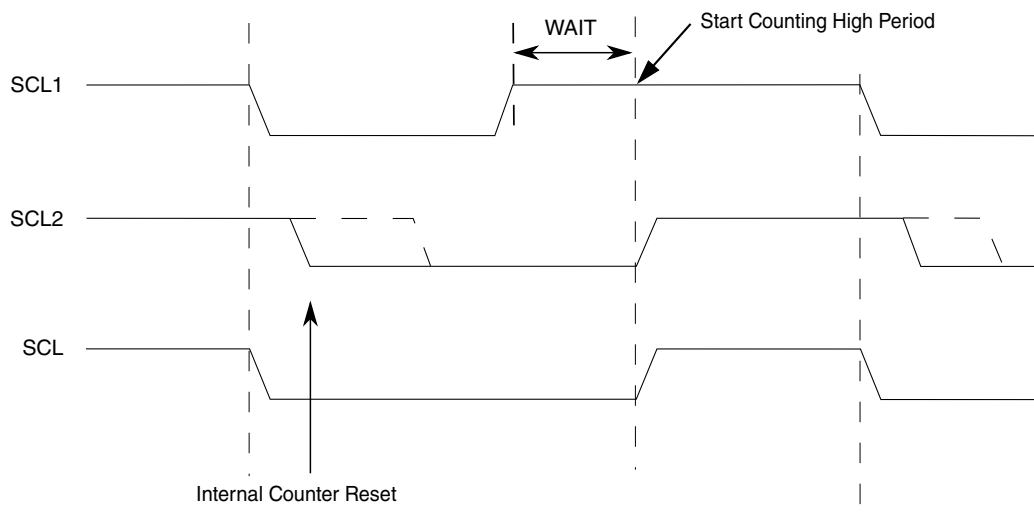 WAIT
Start Counting High Period
SCL1
SCL2
SCL
Internal Counter Reset